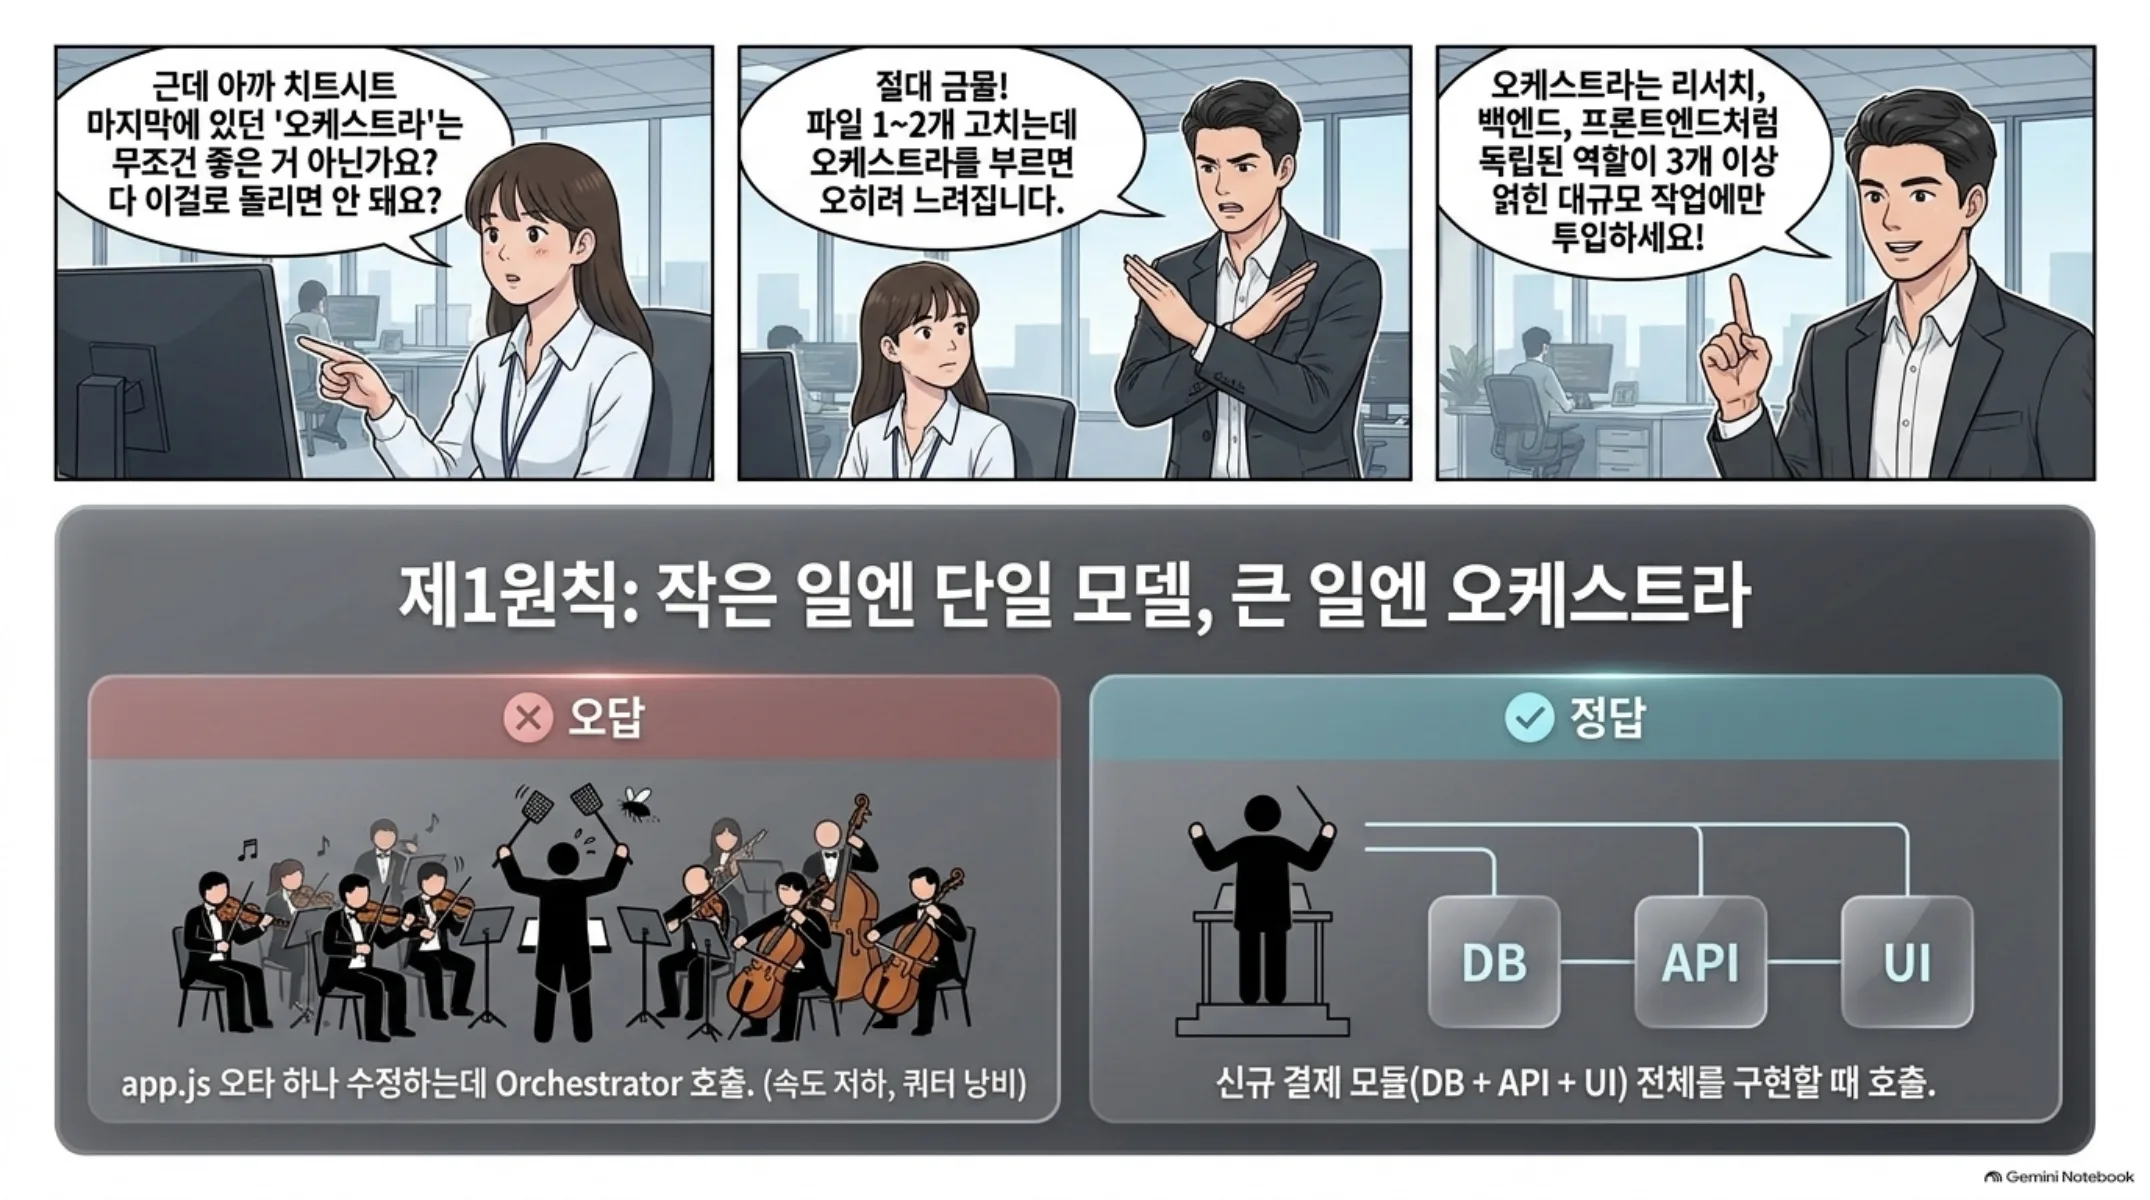 근데 아까 치트시트
마지막에 있던 '오케스트라'는
무조건 좋은 거 아닌가요?
다 이걸로 돌리면 안 돼요?
절대 금물!
파일 1~2개 고치는데
오케스트라를 부르면
오히려 느려집니다.
오케스트라는 리서치,
백엔드, 프론트엔드처럼
독립된 역할이 3개 이상
얽힌 대규모 작업에만
투입하세요!
제1원칙: 작은 일엔 단일 모델, 큰 일엔 오케스트라
오답
app.js 오타 하나 수정하는데 Orchestrator 호출. (속도 저하, 쿼터 낭비)
정답
DB
API
UI
신규 결제 모듈(DB + API + UI) 전체를 구현할 때 호출.
Gemini Notebook